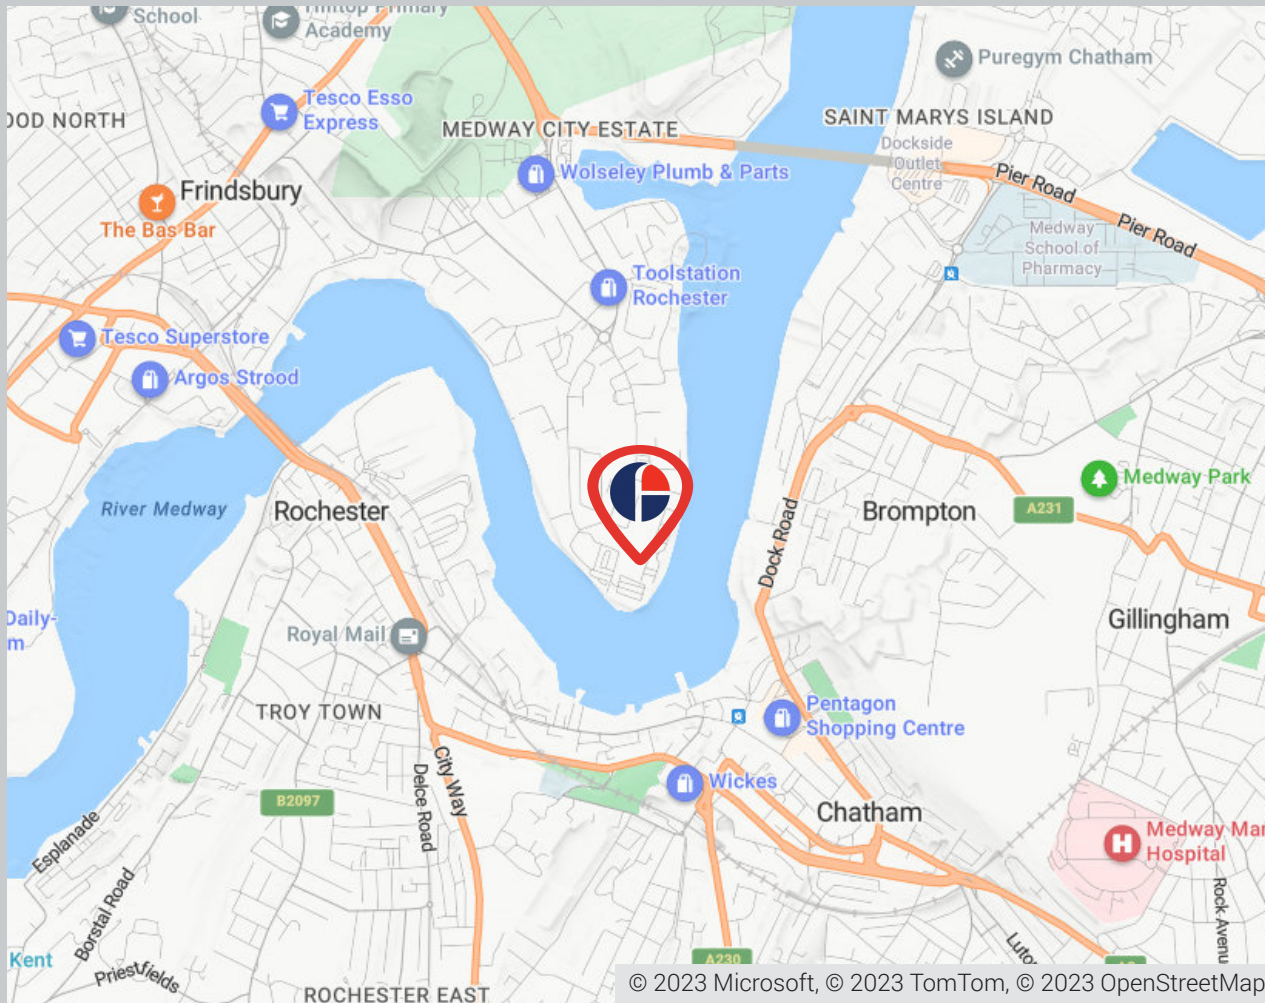 School
Hilltop Primary
Academy
Puregym Chatham
Tesco Esso
Express
OOD NORTH
MEDWAY CITY ESTATE
SAINT MARYS ISLAND
Dockside
Outlet
Centre
Wolseley Plumb & Parts
Pier Road
Frindsbury
The Bas Bar
Pier Road
Medway
School of
Pharmacy
Toolstation
Rochester
Tesco Superstore
Argos Strood
Medway Park
River Medway
Rochester
Brompton
A231
Dock Road
Daily-
m
Gillingham
Royal Mail
TROY TOWN
Pentagon
Shopping Centre
City Way
Delce Road
Wickes
B2097
Chatham
Esplanade
Medway Mar
Hospital
Borstal Road
Rock Avenu
Kent
Priestfields
A230
Luto
A2
ROCHESTER EAST
© 2023 Microsoft, © 2023 TomTom, © 2023 OpenStreetMap